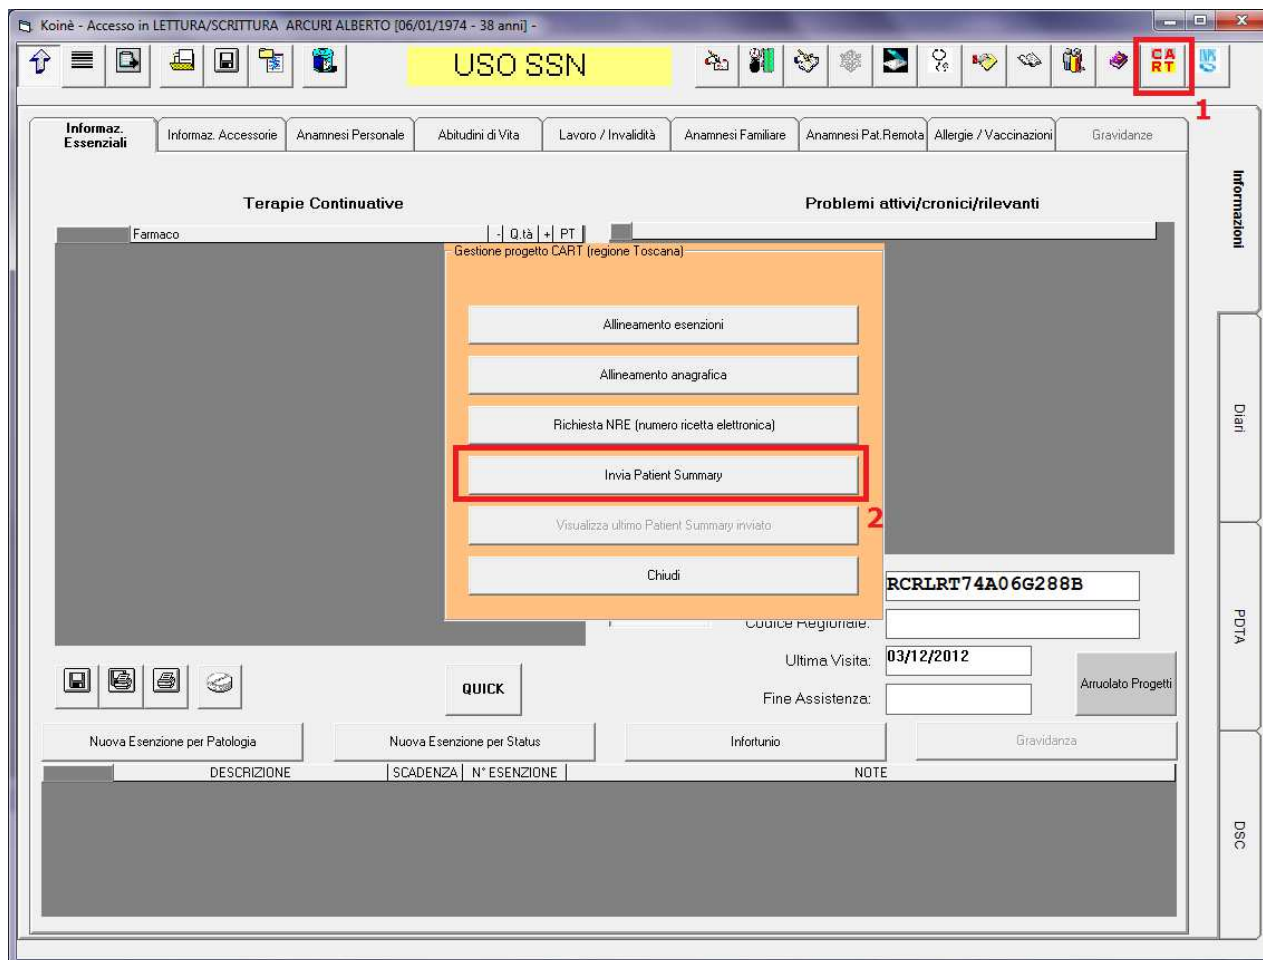 Koinè - Accesso in LETTURA/SCRITTURA ARCURI ALBERTO [06/01/1974 - 38 anni] -
USO SSN
CA
RT
1
Informaz.
Essenziali
Informaz. Accessorie
Anamnesi Personale
Abitudini di Vita
Lavoro / Invalidità
Anamnesi Familiare
Anamnesi Pat.Remota
Allergie / Vaccinazioni
Gravidanze
Informazioni
Diari
PDTA
DSC
Terapie Continuative
Problemi attivi/cronici/rilevanti
Farmaco - Q.tà + PT
Gestione progetto CART (regione Toscana)
Allineamento esenzioni
Allineamento anagrafica
Richiesta NRE (numero ricetta elettronica)
Invia Patient Summary
2
Visualizza ultimo Patient Summary inviato
Chiudi
RCRLRT74A06G288B
Codice Regionale:
Ultima Visita: 03/12/2012
Fine Assistenza:
Arruolato Progetti
QUICK
Nuova Esenzione per Patologia
Nuova Esenzione per Status
Infortunio
Gravidanza
DESCRIZIONE SCADENZA N° ESENZIONE NOTE